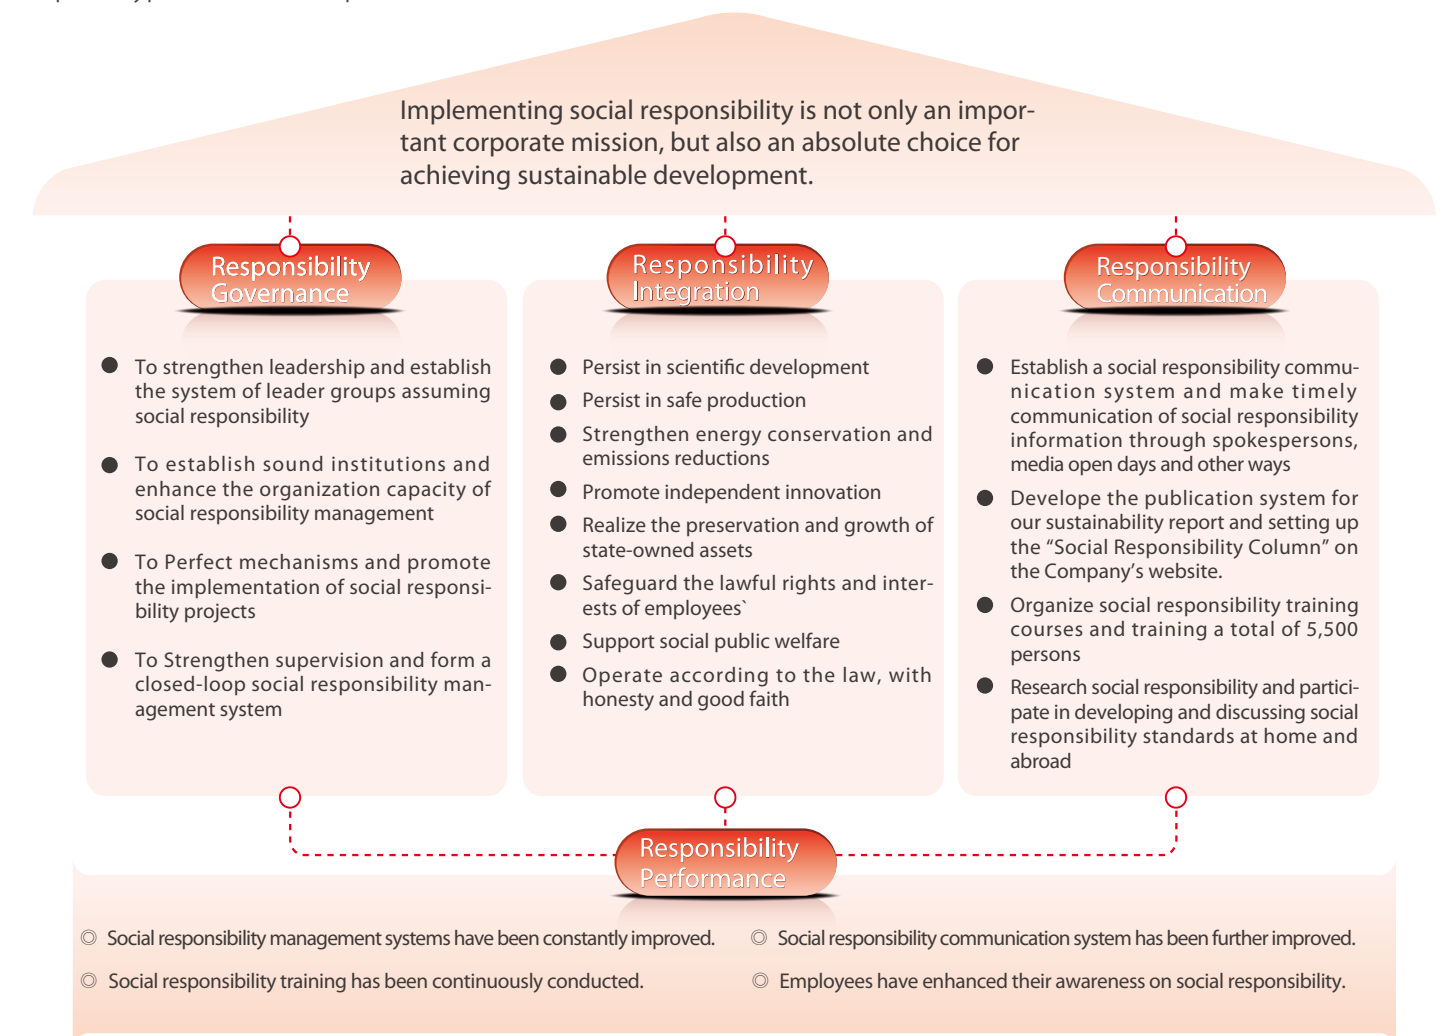 Implementing social responsibility is not only an impor-
tant corporate mission, but also an absolute choice for
achieving sustainable development.
Responsibility
Governance
To strengthen leadership and establish
the system of leader groups assuming
social responsibility
To establish sound institutions and
enhance the organization capacity of
social responsibility management
To Perfect mechanisms and promote
the implementation of social responsi-
bility projects
To Strengthen supervision and form a
closed-loop social responsibility man-
agement system
Responsibility
Integration
Persist in scientific development
Persist in safe production
Strengthen energy conservation and
emissions reductions
Promote independent innovation
Realize the preservation and growth of
state-owned assets
Safeguard the lawful rights and inter-
ests of employees`
Support social public welfare
Operate according to the law, with
honesty and good faith
Responsibility
Communication
Establish a social responsibility commu-
nication system and make timely
communication of social responsibility
information through spokespersons,
media open days and other ways
Develope the publication system for
our sustainability report and setting up
the “Social Responsibility Column” on
the Company’s website.
Organize social responsibility training
courses and training a total of 5,500
persons
Research social responsibility and partici-
pate in developing and discussing social
responsibility standards at home and
abroad
Responsibility
Performance
◎ Social responsibility management systems have been constantly improved.
◎ Social responsibility communication system has been further improved.
◎ Social responsibility training has been continuously conducted.
◎ Employees have enhanced their awareness on social responsibility.